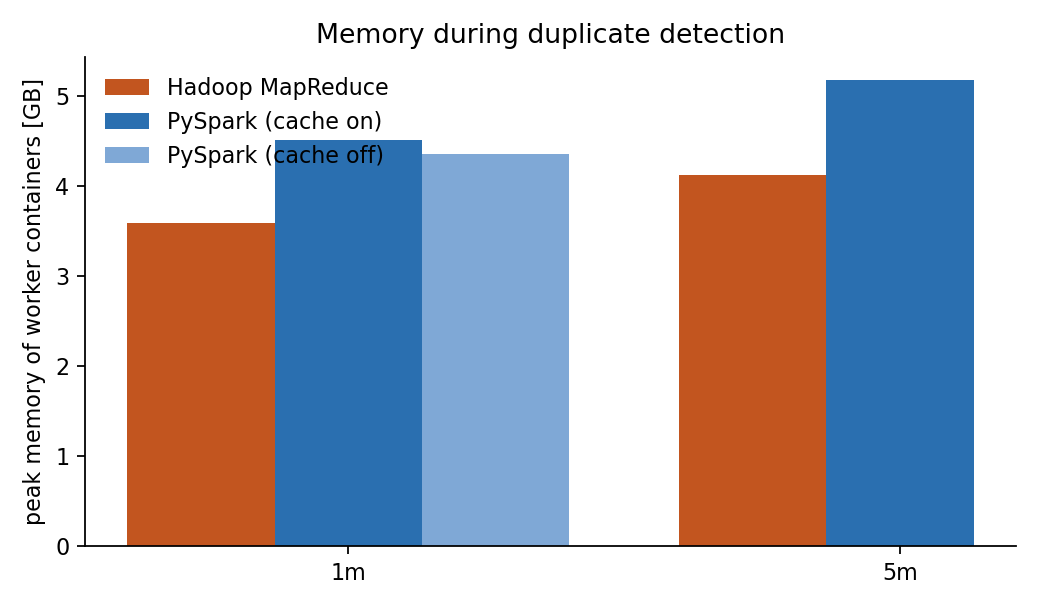 Memory during duplicate detection
Hadoop MapReduce
PySpark (cache on)
PySpark (cache off)
peak memory of worker containers [GB]
5
4
3
2
1
0
1m
5m